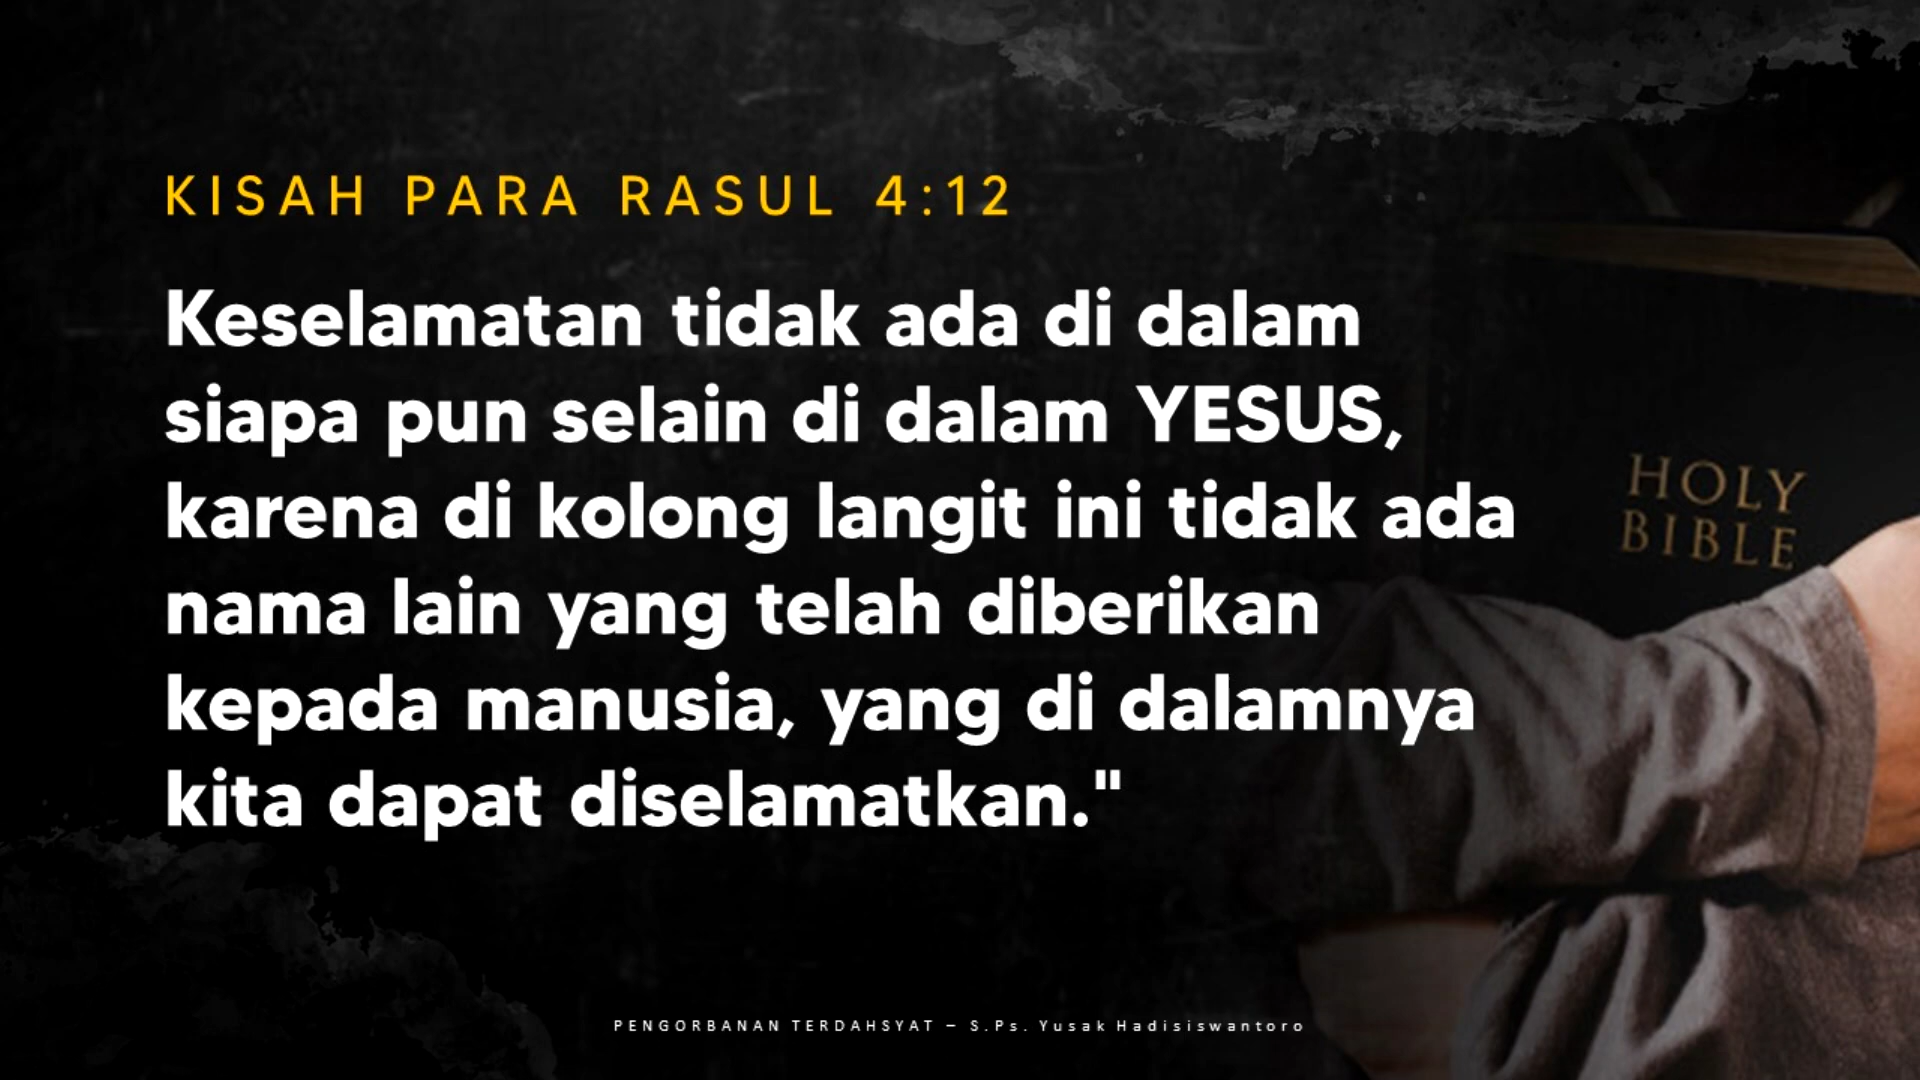 KISAH PARA RASUL 4:12
Keselamatan tidak ada di dalam
siapa pun selain di dalam YESUS,
karena di kolong langit ini tidak ada
nama lain yang telah diberikan
kepada manusia, yang di dalamnya
kita dapat diselamatkan."
HOLY
BIBLE
PENGORBANAN TERDAHSYAT – S.Ps. Yusak Hadisiswantoro